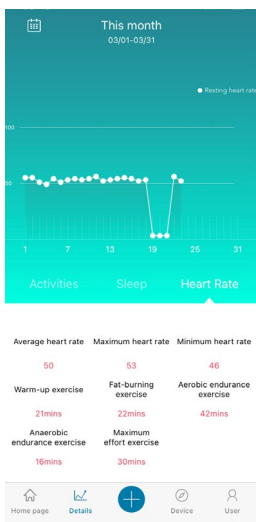 This month
03/01-03/31
Resting heart rate
100
50
1 7 13 19 25 31
Activities Sleep Heart Rate
Average heart rate Maximum heart rate Minimum heart rate
50 53 46
Warm-up exercise Fat-burning exercise Aerobic endurance exercise
21mins 22mins 42mins
Anaerobic endurance exercise Maximum effort exercise
16mins 30mins
Home page Details Device User